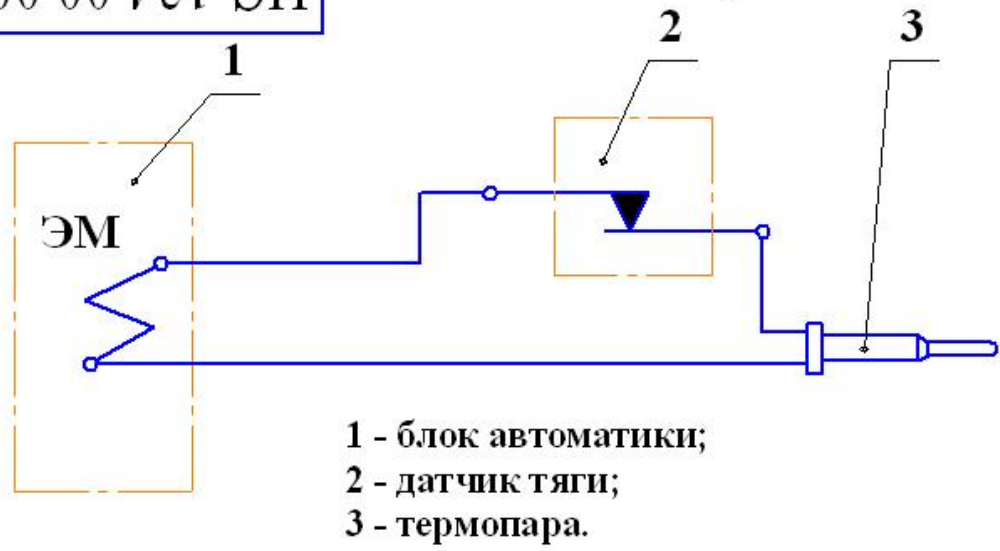 1
2
3
ЭМ
1 - блок автоматики;
2 - датчик тяги;
3 - термопара.